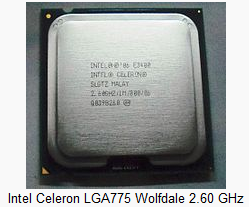 INTEL®©'06 E3400
INTEL® CELERON®
SLGTZ MALAY
2.60GHZ/1M/800/06
Intel Celeron LGA775 Wolfdale 2.60 GHz